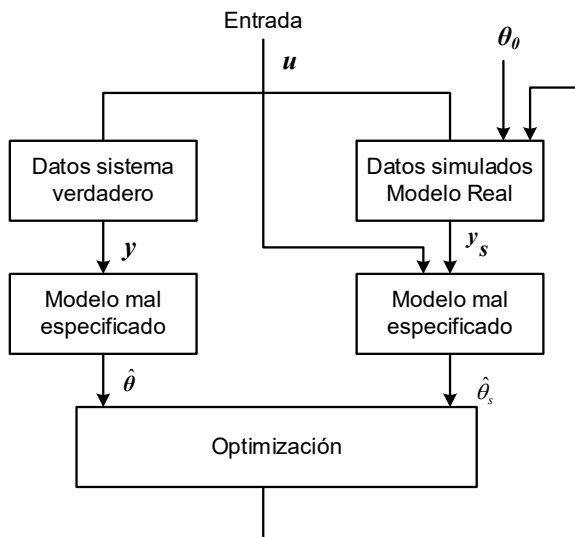 Entrada
u
θ₀
Datos sistema
verdadero
Datos simulados
Modelo Real
y
yₛ
Modelo mal
especificado
Modelo mal
especificado
θ̂
θ̂ₛ
Optimización